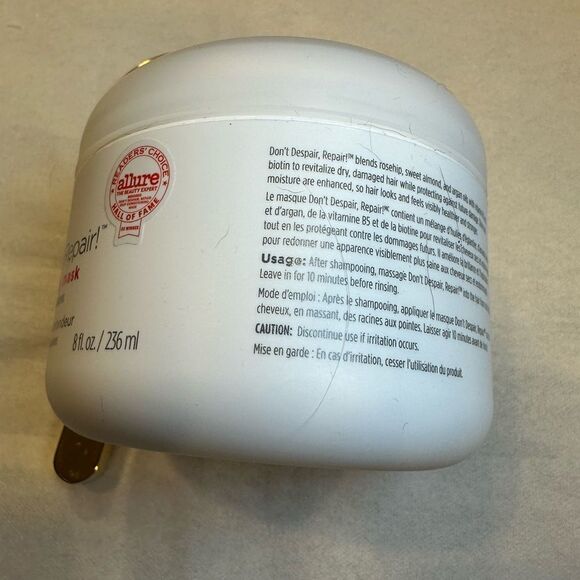 READERS' CHOICE
allure
THE BEAUTY EXPERT
HALL OF FAME
Repair!™
mask
8 fl. oz. / 236 ml
Don't Despair, Repair!™ blends rosehip, sweet almond, and argan oils with
biotin to revitalize dry, damaged hair while protecting against future
moisture are enhanced, so hair looks and feels visibly healthier and
Le masque Don't Despair, Repair!™ contient un mélange d'huiles
et d'argan, de la vitamine B5 et de la biotine pour revitaliser les cheveux
tout en les protégeant contre les dommages futurs. Il améliore
pour redonner une apparence visiblement plus saine aux cheveux secs et
Usage: After shampooing, massage Don't Despair, Repair!™ into
Leave in for 10 minutes before rinsing.
Mode d'emploi : Après le shampooing, appliquer le masque Don't Despair, Repair!™
cheveux, en massant, des racines aux pointes. Laisser agir 10 minutes avant de
CAUTION: Discontinue use if irritation occurs.
Mise en garde : En cas d'irritation, cesser l'utilisation du produit.